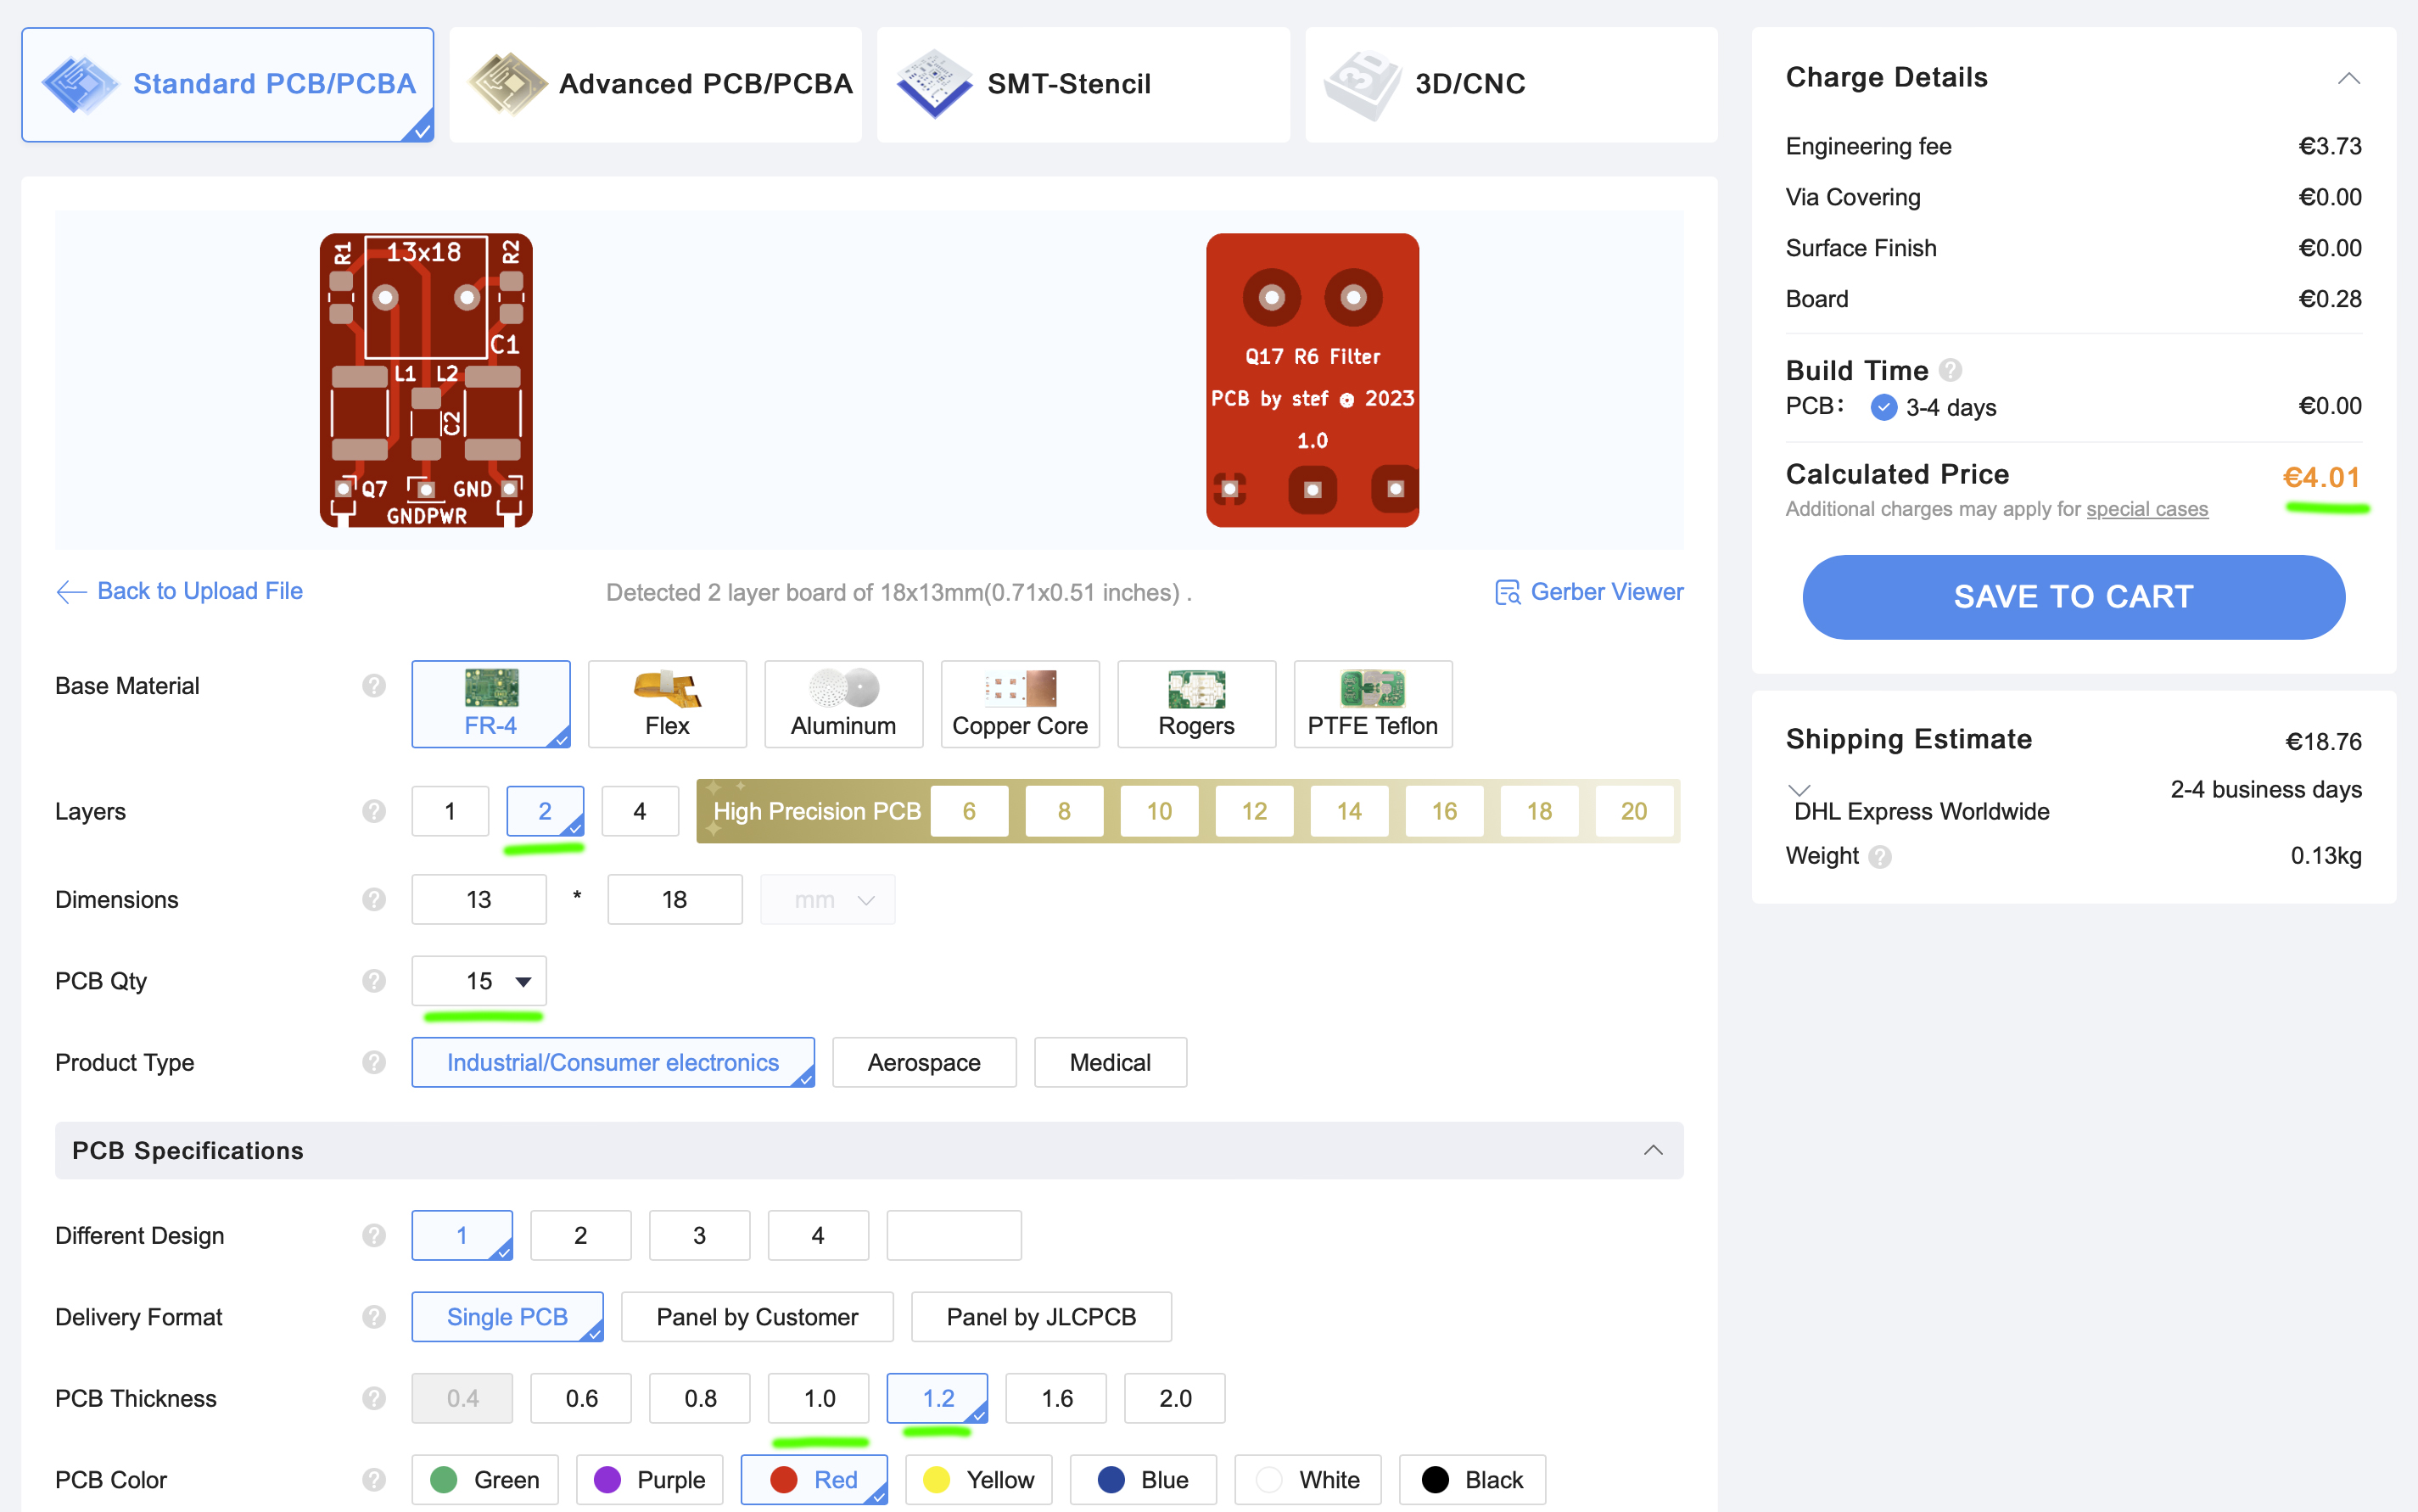 Standard PCB/PCBA
Advanced PCB/PCBA
SMT-Stencil
3D
3D/CNC
R1
13x18
R2
C1
L1 L2
C2
Q7
GND
GNDPWR
Q17 R6 Filter
PCB by stef @ 2023
1.0
Back to Upload File
Detected 2 layer board of 18x13mm(0.71x0.51 inches) .
Gerber Viewer
Base Material ?
FR-4
Flex
Aluminum
Copper Core
Rogers
PTFE Teflon
Layers ?
1
2
4
High Precision PCB
6
8
10
12
14
16
18
20
Dimensions ?
13
*
18
mm
PCB Qty ?
15
Product Type ?
Industrial/Consumer electronics
Aerospace
Medical
PCB Specifications
Different Design ?
1
2
3
4
Delivery Format ?
Single PCB
Panel by Customer
Panel by JLCPCB
PCB Thickness ?
0.4
0.6
0.8
1.0
1.2
1.6
2.0
PCB Color ?
Green
Purple
Red
Yellow
Blue
White
Black
Charge Details
Engineering fee €3.73
Via Covering €0.00
Surface Finish €0.00
Board €0.28
Build Time ?
PCB: 3-4 days €0.00
Calculated Price €4.01
Additional charges may apply for special cases
SAVE TO CART
Shipping Estimate €18.76
2-4 business days
DHL Express Worldwide
Weight ? 0.13kg